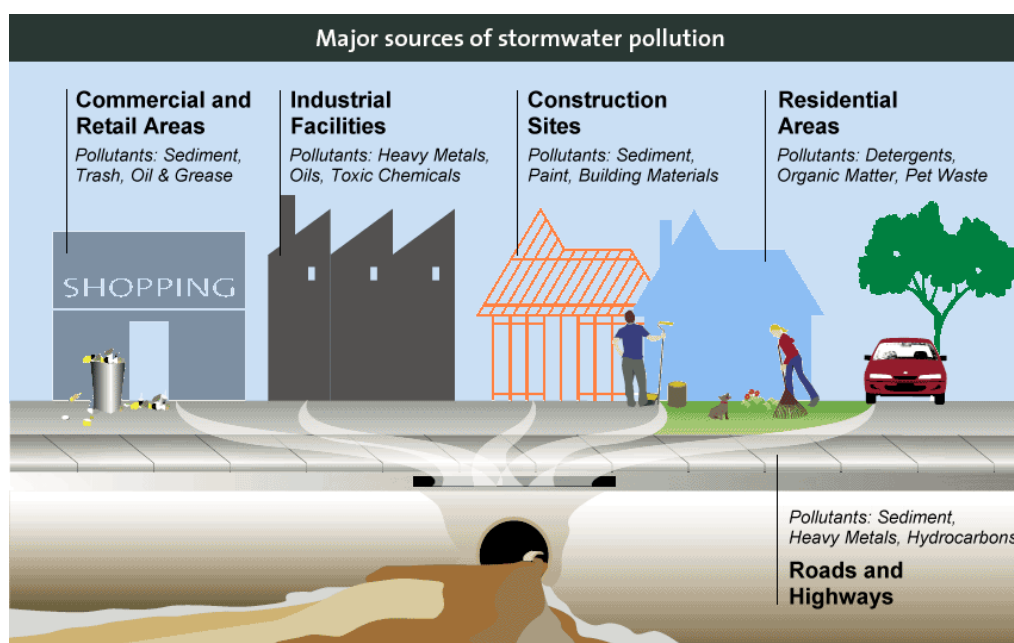 Major sources of stormwater pollution
Commercial and
Retail Areas
Pollutants: Sediment,
Trash, Oil & Grease
Industrial
Facilities
Pollutants: Heavy Metals,
Oils, Toxic Chemicals
Construction
Sites
Pollutants: Sediment,
Paint, Building Materials
Residential
Areas
Pollutants: Detergents,
Organic Matter, Pet Waste
SHOPPING
Pollutants: Sediment,
Heavy Metals, Hydrocarbons
Roads and
Highways